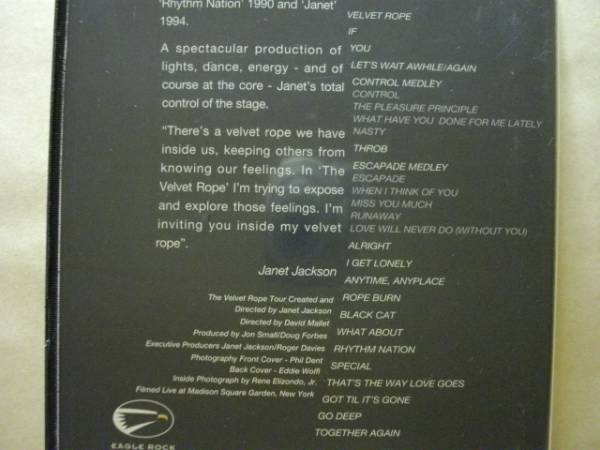 'Rhythm Nation' 1990 and 'Janet'
1994.
A spectacular production of
lights, dance, energy - and of
course at the core - Janet's total
control of the stage.
"There's a velvet rope we have
inside us, keeping others from
knowing our feelings. In 'The
Velvet Rope' I'm trying to expose
and explore those feelings. I'm
inviting you inside my velvet
rope".
Janet Jackson
The Velvet Rope Tour Created and
Directed by Janet Jackson
Directed by David Mallet
Produced by Jon Small/Doug Forbes
Executive Producers Janet Jackson/Roger Davies
Photography Front Cover - Phil Dent
Back Cover - Eddie Wolfl
Inside Photograph by Rene Elizondo, Jr.
Filmed Live at Madison Square Garden, New York
EAGLE ROCK
VELVET ROPE
IF
YOU
LET'S WAIT AWHILE/AGAIN
CONTROL MEDLEY
CONTROL
THE PLEASURE PRINCIPLE
WHAT HAVE YOU DONE FOR ME LATELY
NASTY
THROB
ESCAPADE MEDLEY
ESCAPADE
WHEN I THINK OF YOU
MISS YOU MUCH
RUNAWAY
LOVE WILL NEVER DO (WITHOUT YOU)
ALRIGHT
I GET LONELY
ANYTIME, ANYPLACE
ROPE BURN
BLACK CAT
WHAT ABOUT
RHYTHM NATION
SPECIAL
THAT'S THE WAY LOVE GOES
GOT TIL IT'S GONE
GO DEEP
TOGETHER AGAIN